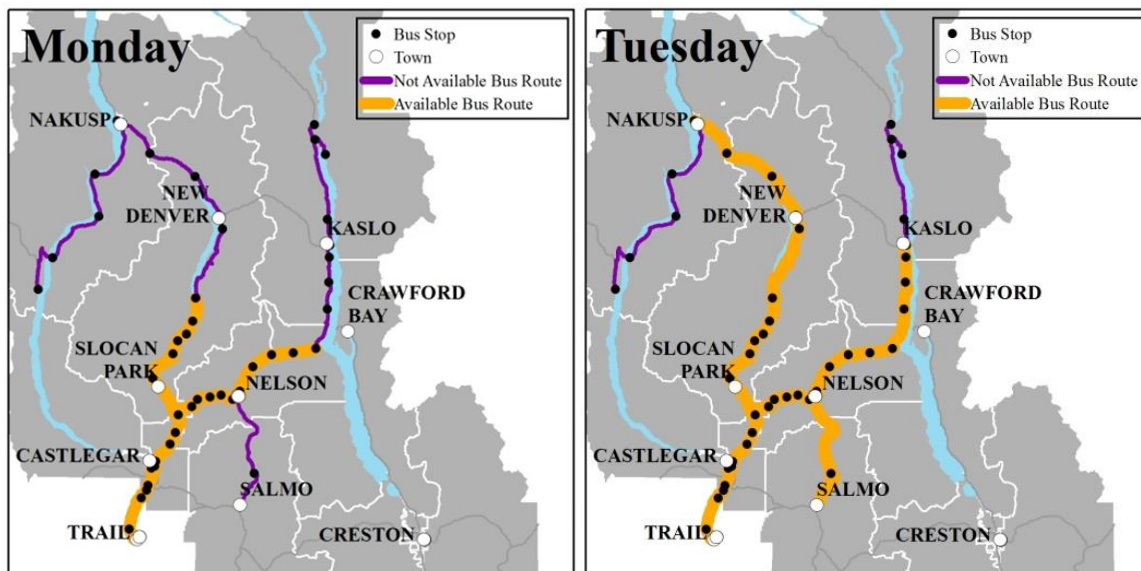 Monday
Bus Stop
Town
Not Available Bus Route
Available Bus Route
NAKUSP
NEW
DENVER
KASLO
CRAWFORD
BAY
SLOCAN
PARK
NELSON
CASTLEGAR
SALMO
TRAIL
CRESTON
Tuesday
Bus Stop
Town
Not Available Bus Route
Available Bus Route
NAKUSP
NEW
DENVER
KASLO
CRAWFORD
BAY
SLOCAN
PARK
NELSON
CASTLEGAR
SALMO
TRAIL
CRESTON